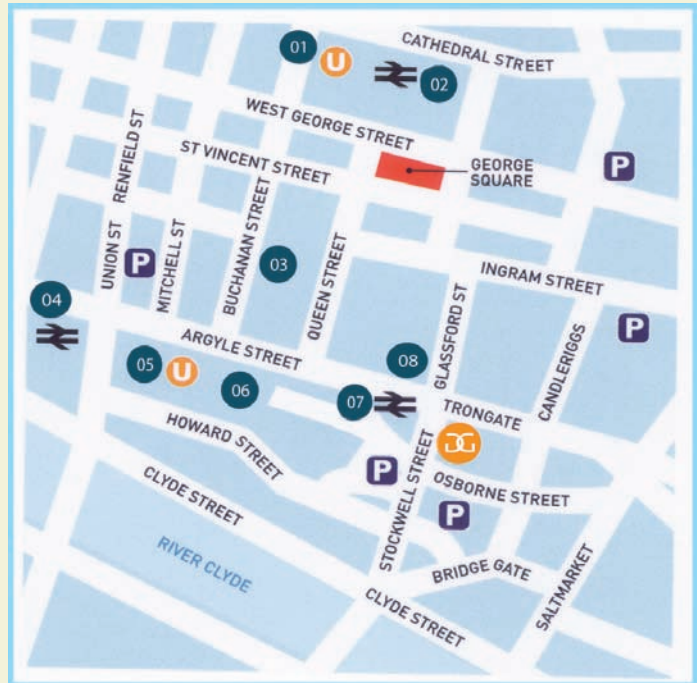 CATHEDRAL STREET
01
U
02
WEST GEORGE STREET
RENFIELD ST
ST VINCENT STREET
GEORGE
SQUARE
P
UNION ST
P
MITCHELL ST
BUCHANAN STREET
03
QUEEN STREET
INGRAM STREET
04
GLASSFORD ST
P
CANDLERIGGS
ARGYLE STREET
05
U
06
07
08
TRONGATE
HOWARD STREET
GG
P
STOCKWELL STREET
OSBORNE STREET
P
CLYDE STREET
RIVER CLYDE
BRIDGE GATE
SALTMARKET
CLYDE STREET